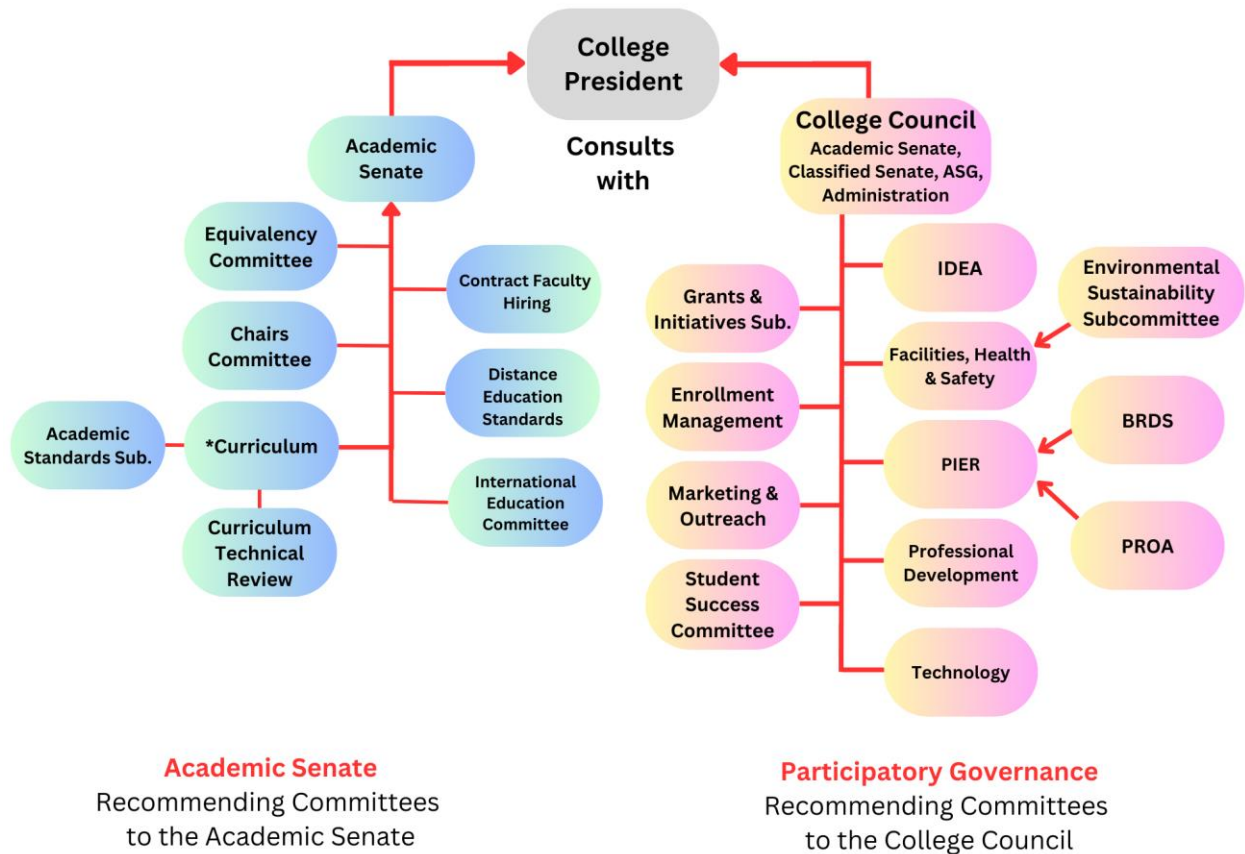 College
President
Consults
with
Academic
Senate
Equivalency
Committee
Contract Faculty
Hiring
Chairs
Committee
Distance
Education
Standards
Academic
Standards Sub.
*Curriculum
International
Education
Committee
Curriculum
Technical
Review
College Council
Academic Senate,
Classified Senate, ASG,
Administration
IDEA
Environmental
Sustainability
Subcommittee
Grants &
Initiatives Sub.
Facilities, Health
& Safety
Enrollment
Management
BRDS
PIER
Marketing &
Outreach
PROA
Professional
Development
Student
Success
Committee
Technology
Academic Senate
Recommending Committees
to the Academic Senate
Participatory Governance
Recommending Committees
to the College Council